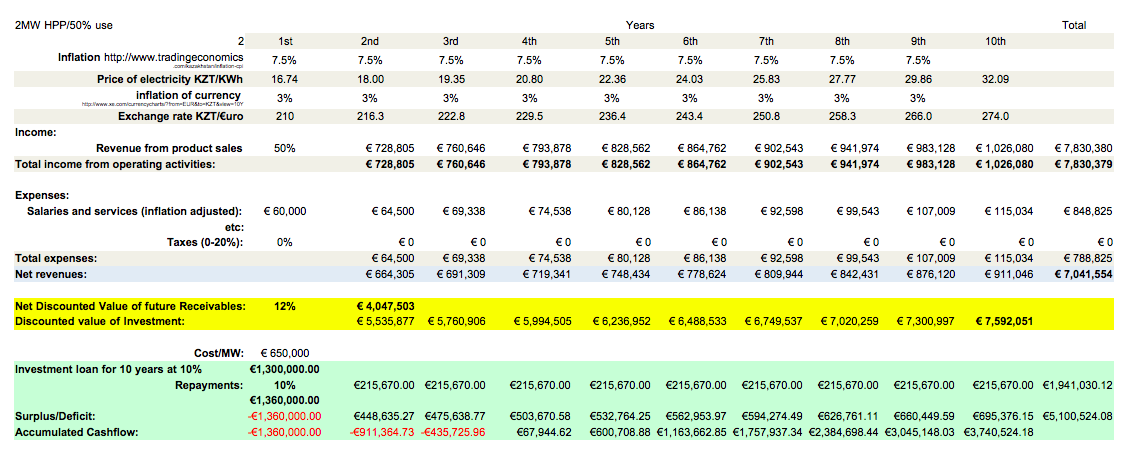 2MW HPP/50% use Years Total
2 1st 2nd 3rd 4th 5th 6th 7th 8th 9th 10th
Inflation http://www.tradingeconomics 7.5% 7.5% 7.5% 7.5% 7.5% 7.5% 7.5% 7.5% 7.5%
.com/kazakhstan/inflation-cpi
Price of electricity KZT/KWh 16.74 18.00 19.35 20.80 22.36 24.03 25.83 27.77 29.86 32.09
inflation of currency 3% 3% 3% 3% 3% 3% 3% 3% 3%
http://www.xe.com/currencycharts/?from=EUR&to=KZT&view=10Y
Exchange rate KZT/€uro 210 216.3 222.8 229.5 236.4 243.4 250.8 258.3 266.0 274.0
Income:
Revenue from product sales 50% € 728,805 € 760,646 € 793,878 € 828,562 € 864,762 € 902,543 € 941,974 € 983,128 € 1,026,080 € 7,830,380
Total income from operating activities: € 728,805 € 760,646 € 793,878 € 828,562 € 864,762 € 902,543 € 941,974 € 983,128 € 1,026,080 € 7,830,379
Expenses:
Salaries and services (inflation adjusted): € 60,000 € 64,500 € 69,338 € 74,538 € 80,128 € 86,138 € 92,598 € 99,543 € 107,009 € 115,034 € 848,825
etc:
Taxes (0-20%): 0% € 0 € 0 € 0 € 0 € 0 € 0 € 0 € 0 € 0 € 0
Total expenses: € 64,500 € 69,338 € 74,538 € 80,128 € 86,138 € 92,598 € 99,543 € 107,009 € 115,034 € 788,825
Net revenues: € 664,305 € 691,309 € 719,341 € 748,434 € 778,624 € 809,944 € 842,431 € 876,120 € 911,046 € 7,041,554
Net Discounted Value of future Receivables: 12% € 4,047,503
Discounted value of Investment: € 5,535,877 € 5,760,906 € 5,994,505 € 6,236,952 € 6,488,533 € 6,749,537 € 7,020,259 € 7,300,997 € 7,592,051
Cost/MW: € 650,000
Investment loan for 10 years at 10% €1,300,000.00
Repayments: 10% €215,670.00 €215,670.00 €215,670.00 €215,670.00 €215,670.00 €215,670.00 €215,670.00 €215,670.00 €215,670.00 €1,941,030.12
€1,360,000.00
Surplus/Deficit: -€1,360,000.00 €448,635.27 €475,638.77 €503,670.58 €532,764.25 €562,953.97 €594,274.49 €626,761.11 €660,449.59 €695,376.15 €5,100,524.08
Accumulated Cashflow: -€1,360,000.00 -€911,364.73 -€435,725.96 €67,944.62 €600,708.88 €1,163,662.85 €1,757,937.34 €2,384,698.44 €3,045,148.03 €3,740,524.18